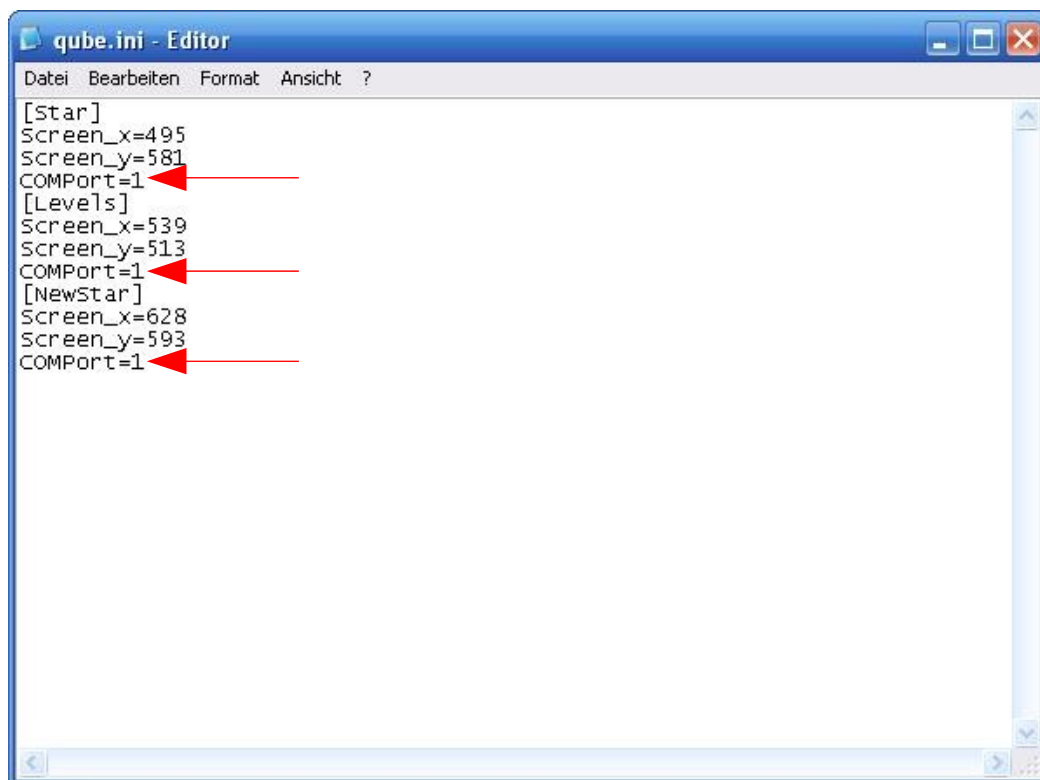 qube.ini - Editor
Datei Bearbeiten Format Ansicht ?
[Star]
Screen_x=495
Screen_y=581
COMPort=1
[Levels]
Screen_x=539
Screen_y=513
COMPort=1
[NewStar]
Screen_x=628
Screen_y=593
COMPort=1